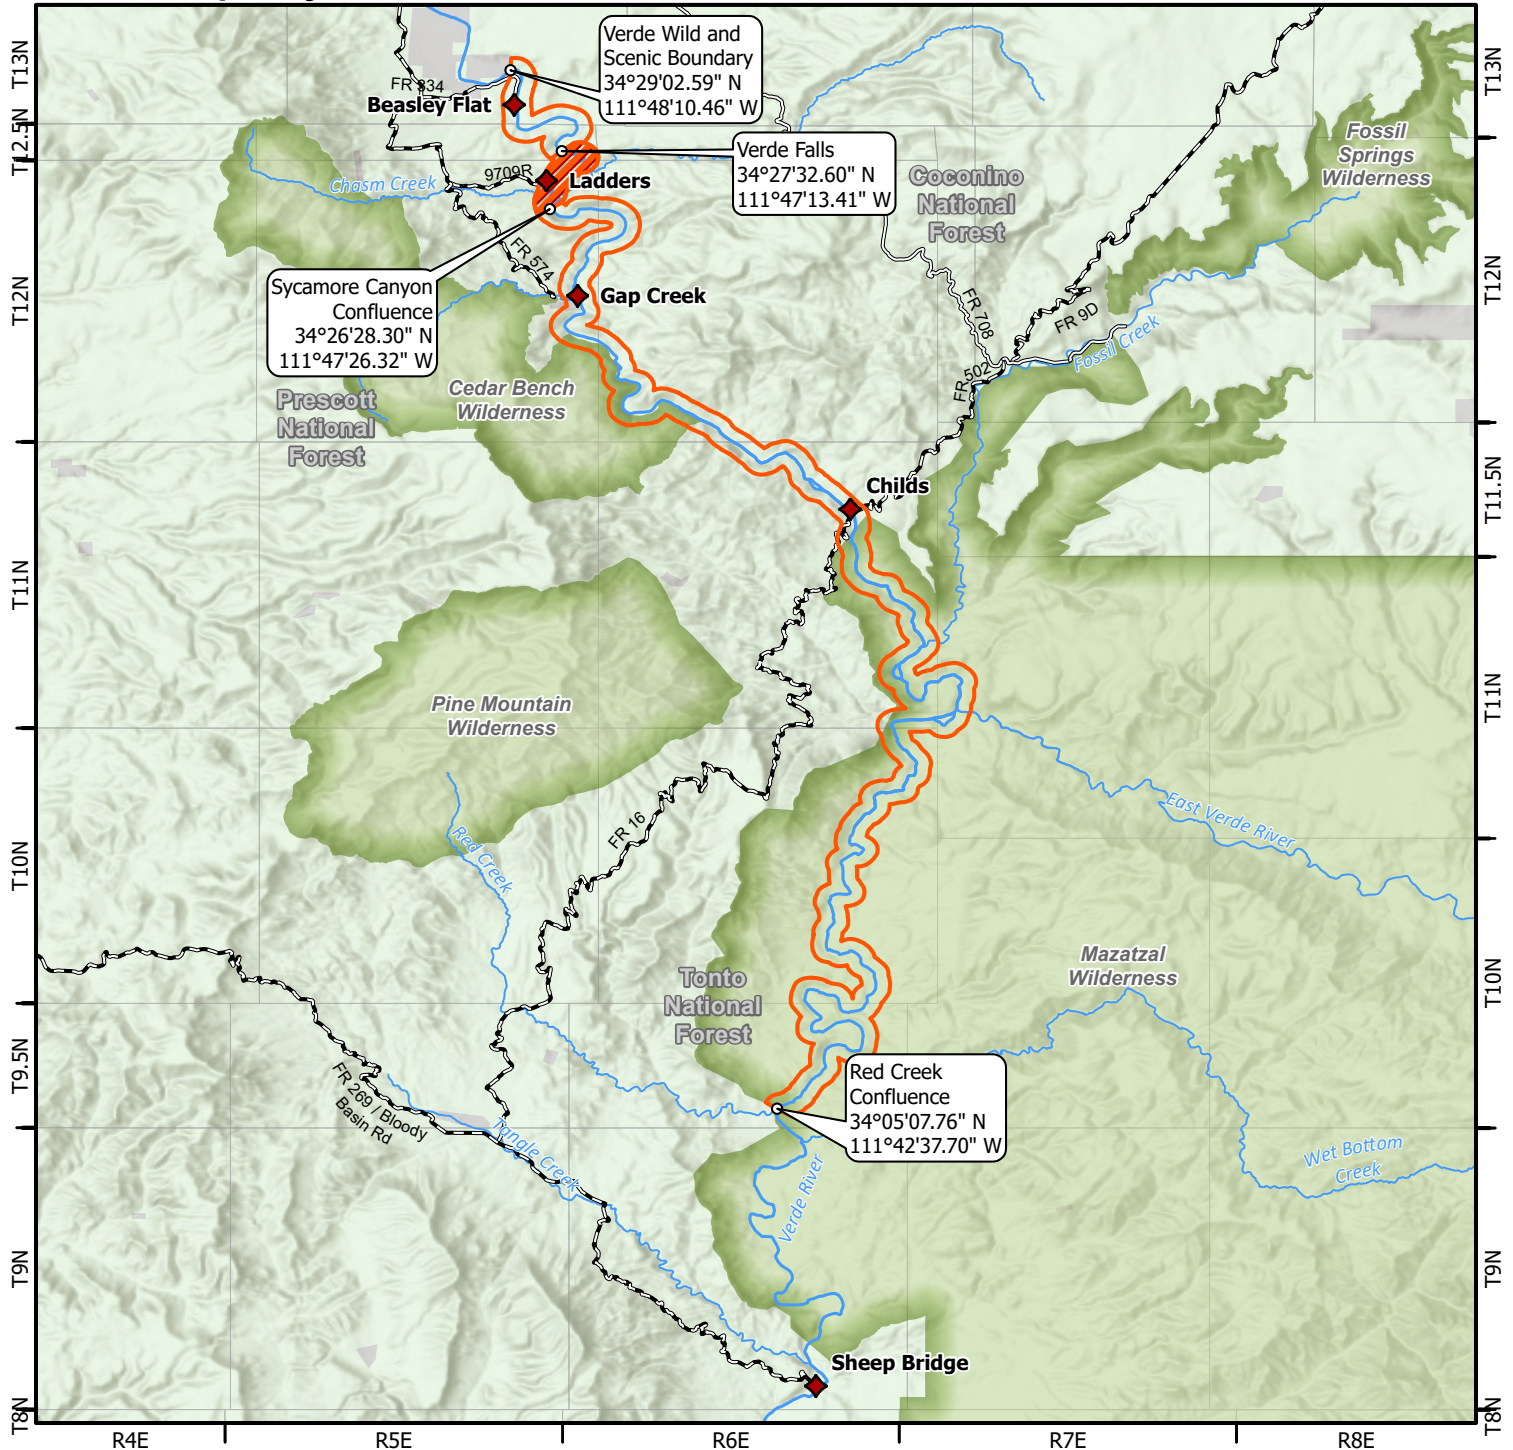 Verde Wild and
Scenic Boundary
34°29'02.59" N
111°48'10.46" W
T13N
T13N
FR 334
Beasley Flat
T12.5N
Verde Falls
34°27'32.60" N
111°47'13.41" W
Fossil
Springs
Wilderness
Chasm Creek
9709R
Ladders
Coconino
National
Forest
FR 574
T12N
T12N
Sycamore Canyon
Confluence
34°26'28.30" N
111°47'26.32" W
Gap Creek
FR 708
FR 9D
Fossil Creek
FR 502
Prescott
National
Forest
Cedar Bench
Wilderness
T11.5N
Childs
T11N
T11N
Pine Mountain
Wilderness
East Verde River
Red Creek
FR 16
T10N
T10N
Mazatzal
Wilderness
Tonto
National
Forest
T9.5N
FR 269 / Bloody
Basin Rd
Red Creek
Confluence
34°05'07.76" N
111°42'37.70" W
Tangle Creek
Wet Bottom
Creek
Verde River
T9N
T9N
Sheep Bridge
T8N
T8N
R4E
R5E
R6E
R7E
R8E